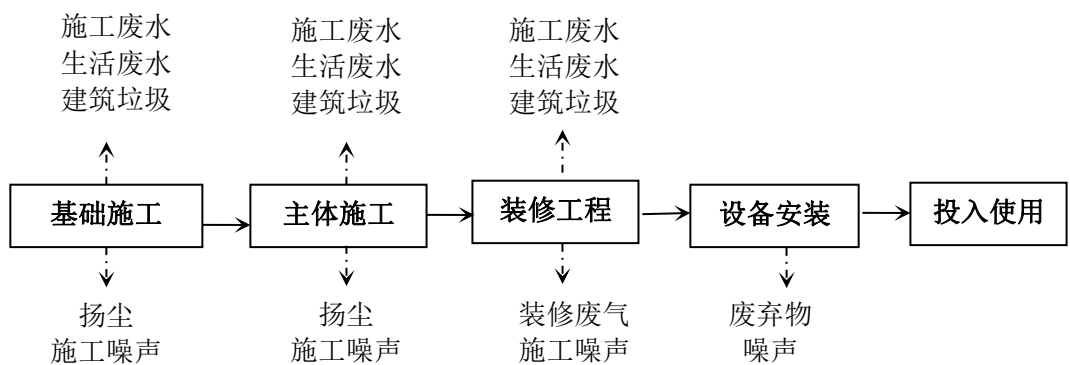 施工废水
生活废水
建筑垃圾
施工废水
生活废水
建筑垃圾
施工废水
生活废水
建筑垃圾
基础施工
主体施工
装修工程
设备安装
投入使用
扬尘
施工噪声
扬尘
施工噪声
装修废气
施工噪声
废弃物
噪声